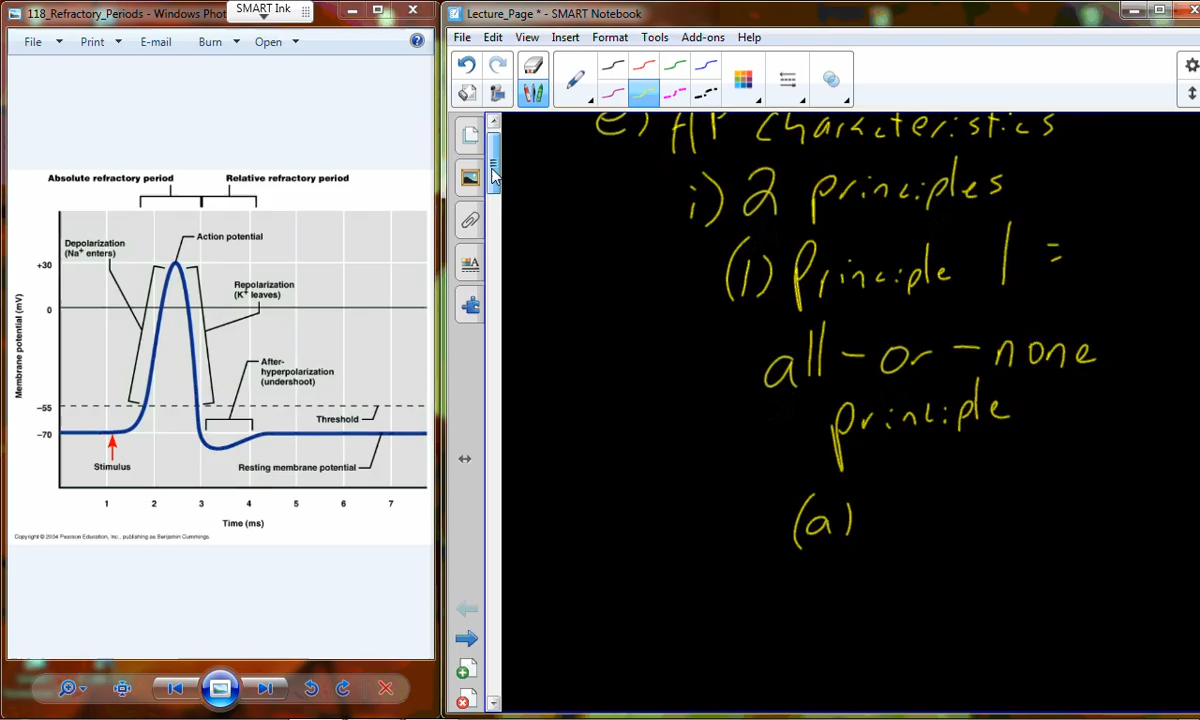 118_Refractory_Periods - Windows Phot
SMART Ink
File Print E-mail Burn Open
Absolute refractory period Relative refractory period
Action potential
Depolarization
(Na+ enters)
Repolarization
(K+ leaves)
After-
hyperpolarization
(undershoot)
Threshold
Resting membrane potential
Stimulus
Membrane potential (mV)
+30
0
–55
–70
1 2 3 4 5 6 7
Time (ms)
Copyright © 2004 Pearson Education, Inc., publishing as Benjamin Cummings.
Lecture_Page * - SMART Notebook
File Edit View Insert Format Tools Add-ons Help
e) AP characteristics
i) 2 principles
(1) Principle 1 =
all-or-none
principle
(a)